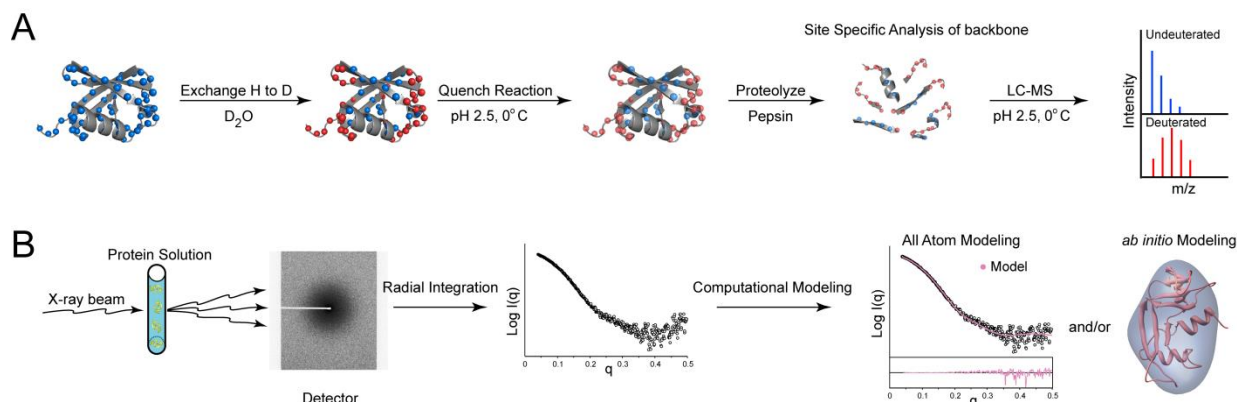 A
Site Specific Analysis of backbone
Exchange H to D
D₂O
Quench Reaction
pH 2.5, 0°C
Proteolyze
Pepsin
LC-MS
pH 2.5, 0°C
Undeuterated
Deuterated
Intensity
m/z
B
Protein Solution
X-ray beam
Detector
Radial Integration
Log I(q)
0 0.1 0.2 0.3 0.4 0.5
q
Computational Modeling
All Atom Modeling
Model
Log I(q)
0 0.1 0.2 0.3 0.4 0.5
q
and/or
ab initio Modeling